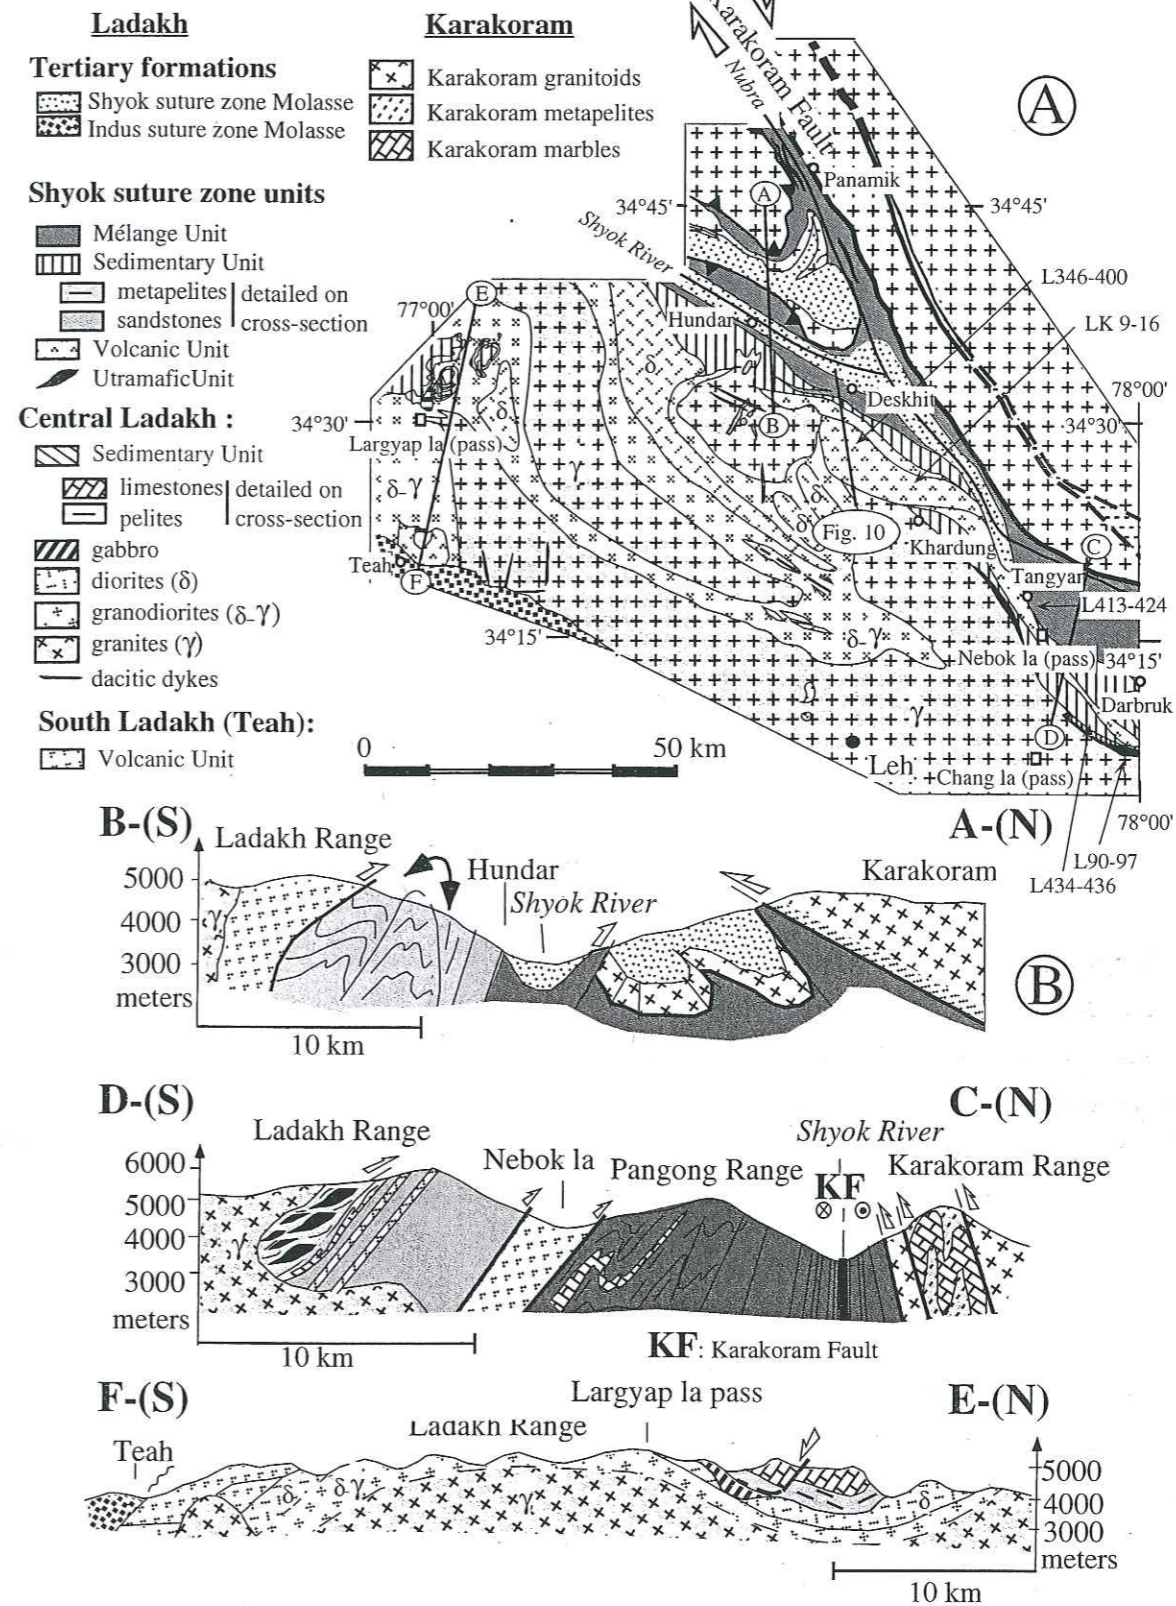 Ladakh
Karakoram
Tertiary formations
Shyok suture zone Molasse
Indus suture zone Molasse
Karakoram granitoids
Karakoram metapelites
Karakoram marbles
Shyok suture zone units
Mélange Unit
Sedimentary Unit
metapelites
sandstones
detailed on
cross-section
Volcanic Unit
UtramaficUnit
Central Ladakh :
Sedimentary Unit
limestones
pelites
detailed on
cross-section
gabbro
diorites (δ)
granodiorites (δ-γ)
granites (γ)
dacitic dykes
South Ladakh (Teah):
Volcanic Unit
0 50 km
A
Karakoram Fault
Nubra
Panamik
A
34°45'
34°45'
Shyok River
L346-400
E
77°00'
Hundar
LK 9-16
δ
78°00'
Deskhit
34°30'
34°30'
B
Largyap la (pass)
δ
γ
δ-γ
δ
δ
Fig. 10
Khardung
C
Teah
F
Tangyar
L413-424
34°15'
δ-γ
Nebok la (pass)
34°15'
Darbruk
γ
D
Leh
Chang la (pass)
78°00'
L90-97
L434-436
B-(S)
A-(N)
Ladakh Range
Hundar
Shyok River
Karakoram
5000
4000
3000
meters
γ
B
10 km
D-(S)
C-(N)
Ladakh Range
Nebok la
Pangong Range
Shyok River
KF
Karakoram Range
6000
5000
4000
3000
meters
γ
10 km
KF: Karakoram Fault
F-(S)
E-(N)
Largyap la pass
Ladakh Range
Teah
δ
δ-γ
γ
δ
5000
4000
3000
meters
10 km